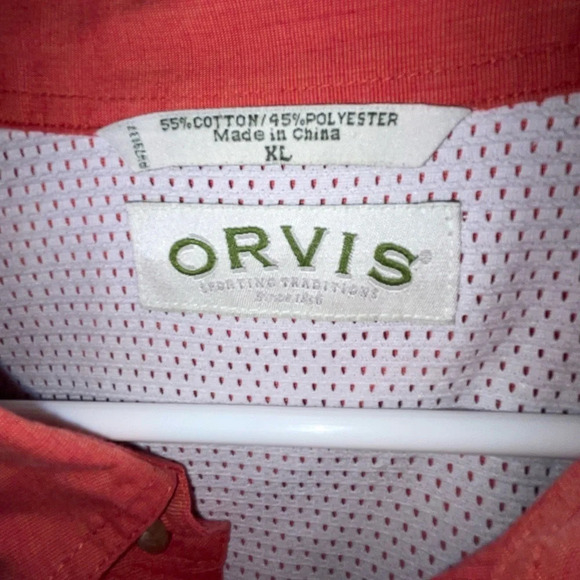 55%COTTON/45%POLYESTER
Made in China
XL
ORVIS®
SPORTING TRADITIONS
Since 1856